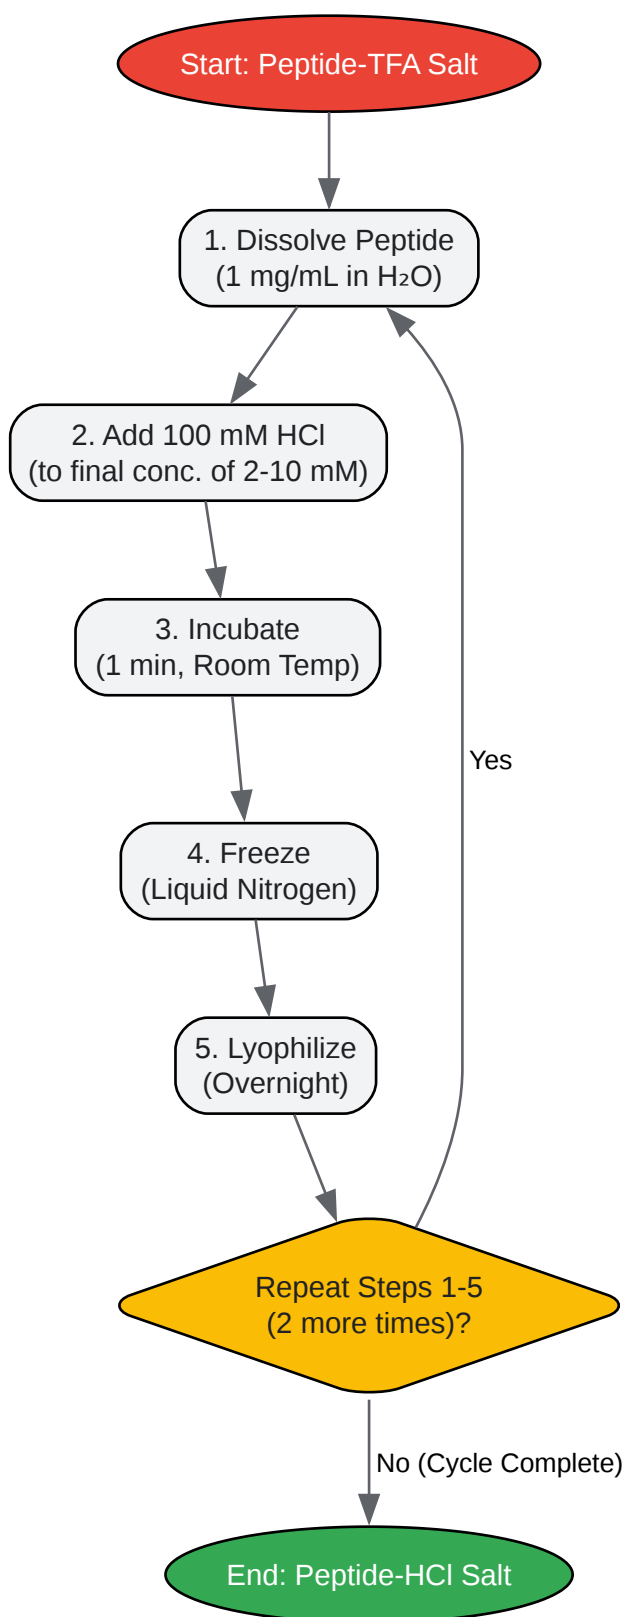 Start: Peptide-TFA Salt
1. Dissolve Peptide
(1 mg/mL in H₂O)
2. Add 100 mM HCl
(to final conc. of 2-10 mM)
3. Incubate
(1 min, Room Temp)
Yes
4. Freeze
(Liquid Nitrogen)
5. Lyophilize
(Overnight)
Repeat Steps 1-5
(2 more times)?
No (Cycle Complete)
End: Peptide-HCl Salt